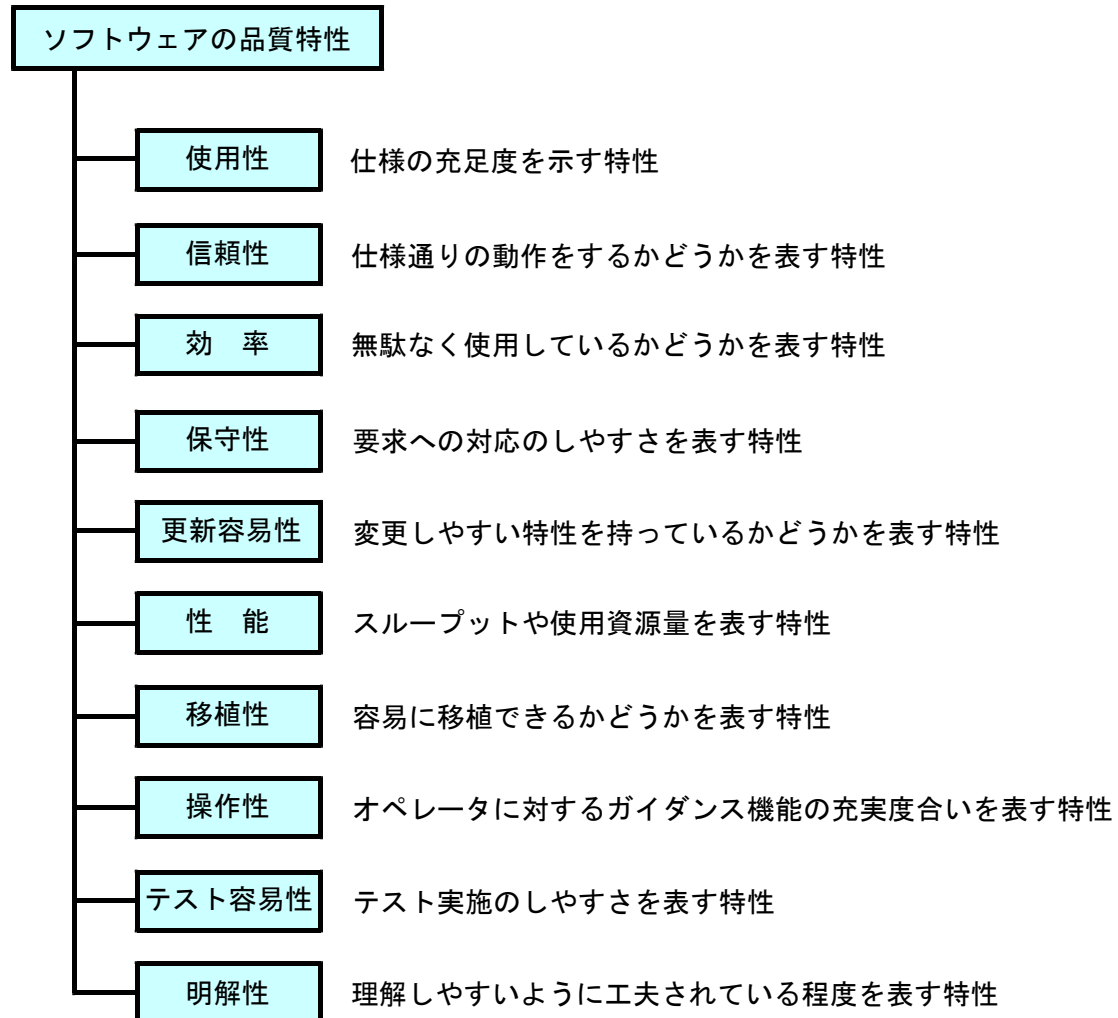 ソフトウェアの品質特性
使用性 仕様の充足度を示す特性
信頼性 仕様通りの動作をするかどうかを表す特性
効　率 無駄なく使用しているかどうかを表す特性
保守性 要求への対応のしやすさを表す特性
更新容易性 変更しやすい特性を持っているかどうかを表す特性
性　能 スループットや使用資源量を表す特性
移植性 容易に移植できるかどうかを表す特性
操作性 オペレータに対するガイダンス機能の充実度合いを表す特性
テスト容易性 テスト実施のしやすさを表す特性
明解性 理解しやすいように工夫されている程度を表す特性